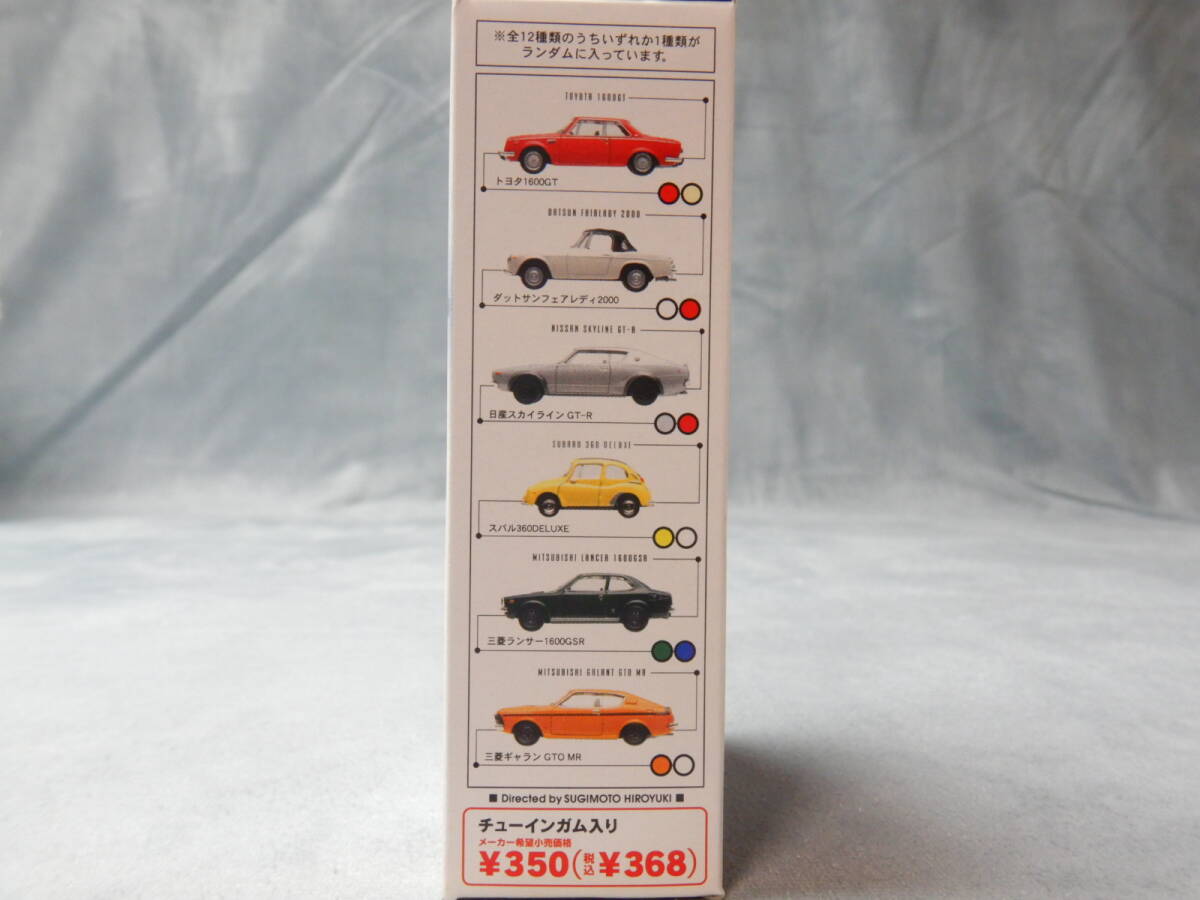 ※全12種類のうちいずれか1種類が
ランダムに入っています。
TOYOTA 1600GT
トヨタ1600GT
DATSUN FAIRLADY 2000
ダットサンフェアレディ2000
NISSAN SKYLINE GT-R
日産スカイライン GT-R
SUBARU 360 DELUXE
スバル360DELUXE
MITSUBISHI LANCER 1600GSR
三菱ランサー1600GSR
MITSUBISHI GALANT GTO MR
三菱ギャラン GTO MR
■ Directed by SUGIMOTO HIROYUKI ■
チューインガム入り
メーカー希望小売価格
¥350(税込¥368)